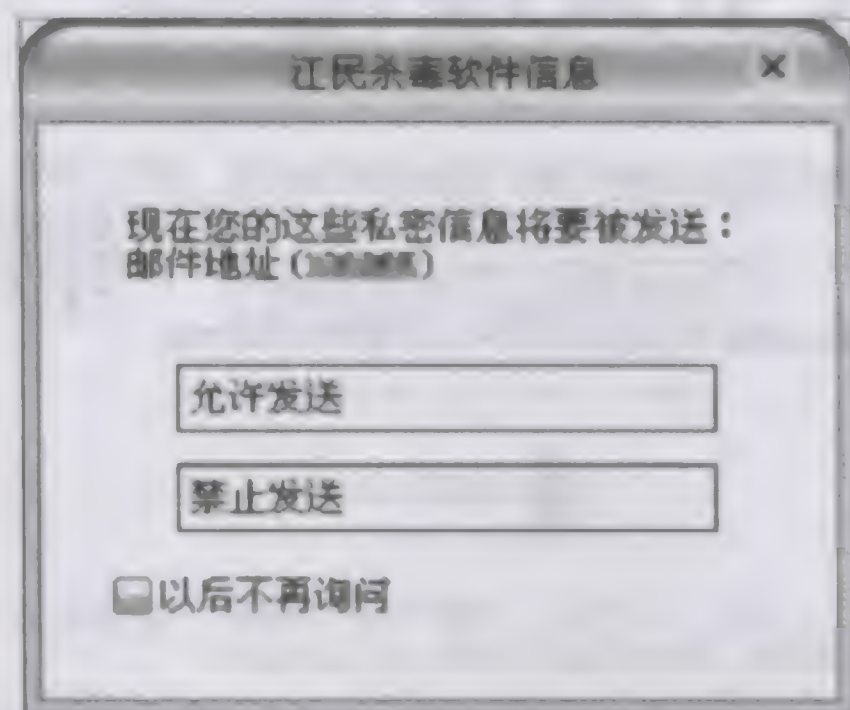 江民杀毒软件信息
现在您的这些私密信息将要被发送：
邮件地址（）
允许发送
禁止发送
以后不再询问